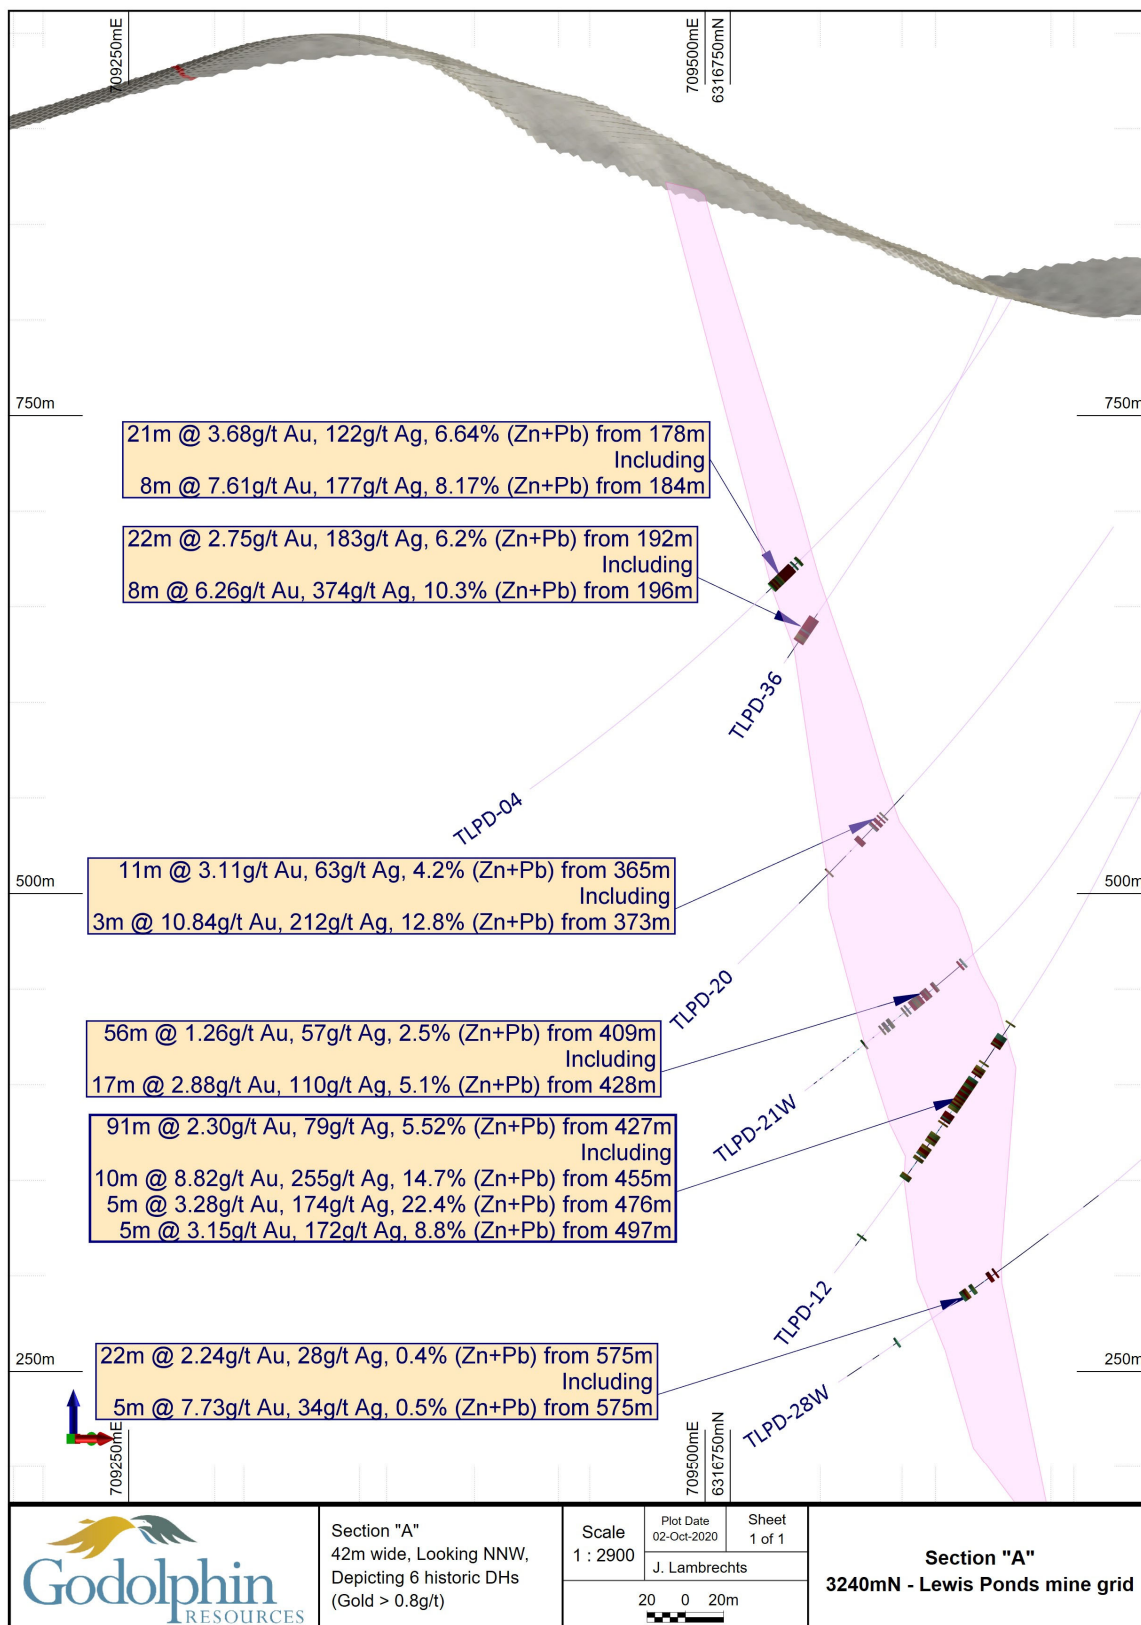 709250mE
709500mE
6316750mN
750m
750m
21m @ 3.68g/t Au, 122g/t Ag, 6.64% (Zn+Pb) from 178m
Including
8m @ 7.61g/t Au, 177g/t Ag, 8.17% (Zn+Pb) from 184m
22m @ 2.75g/t Au, 183g/t Ag, 6.2% (Zn+Pb) from 192m
Including
8m @ 6.26g/t Au, 374g/t Ag, 10.3% (Zn+Pb) from 196m
TLPD-36
TLPD-04
11m @ 3.11g/t Au, 63g/t Ag, 4.2% (Zn+Pb) from 365m
Including
3m @ 10.84g/t Au, 212g/t Ag, 12.8% (Zn+Pb) from 373m
500m
500m
TLPD-20
56m @ 1.26g/t Au, 57g/t Ag, 2.5% (Zn+Pb) from 409m
Including
17m @ 2.88g/t Au, 110g/t Ag, 5.1% (Zn+Pb) from 428m
TLPD-21W
91m @ 2.30g/t Au, 79g/t Ag, 5.52% (Zn+Pb) from 427m
Including
10m @ 8.82g/t Au, 255g/t Ag, 14.7% (Zn+Pb) from 455m
5m @ 3.28g/t Au, 174g/t Ag, 22.4% (Zn+Pb) from 476m
5m @ 3.15g/t Au, 172g/t Ag, 8.8% (Zn+Pb) from 497m
TLPD-12
22m @ 2.24g/t Au, 28g/t Ag, 0.4% (Zn+Pb) from 575m
Including
5m @ 7.73g/t Au, 34g/t Ag, 0.5% (Zn+Pb) from 575m
250m
250m
TLPD-28W
709250mE
709500mE
6316750mN
Godolphin
RESOURCES
Section "A"
42m wide, Looking NNW,
Depicting 6 historic DHs
(Gold > 0.8g/t)
Scale
1 : 2900
Plot Date
02-Oct-2020
Sheet
1 of 1
J. Lambrechts
20 0 20m
Section "A"
3240mN - Lewis Ponds mine grid